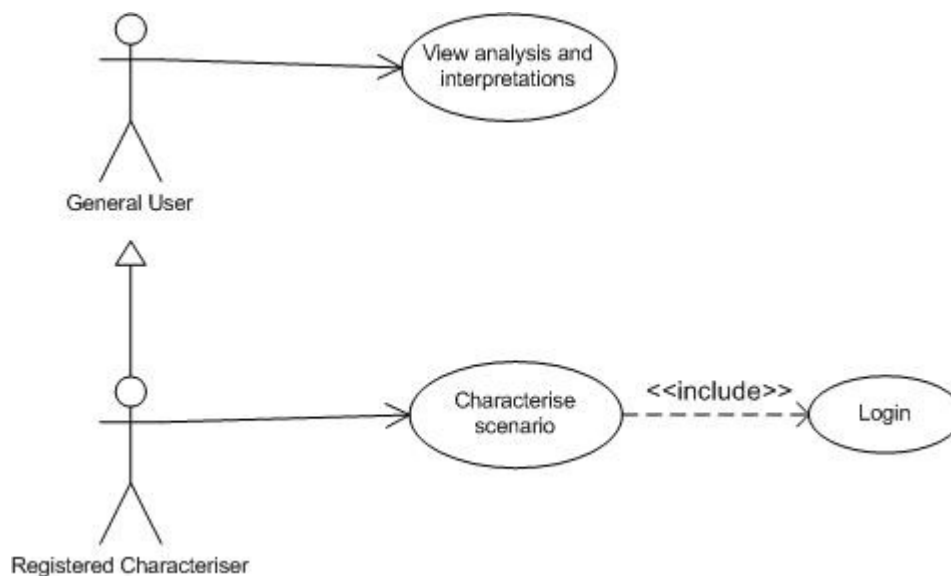 View analysis and
interpretations
General User
Characterise
scenario
<<include>>
Login
Registered Characteriser